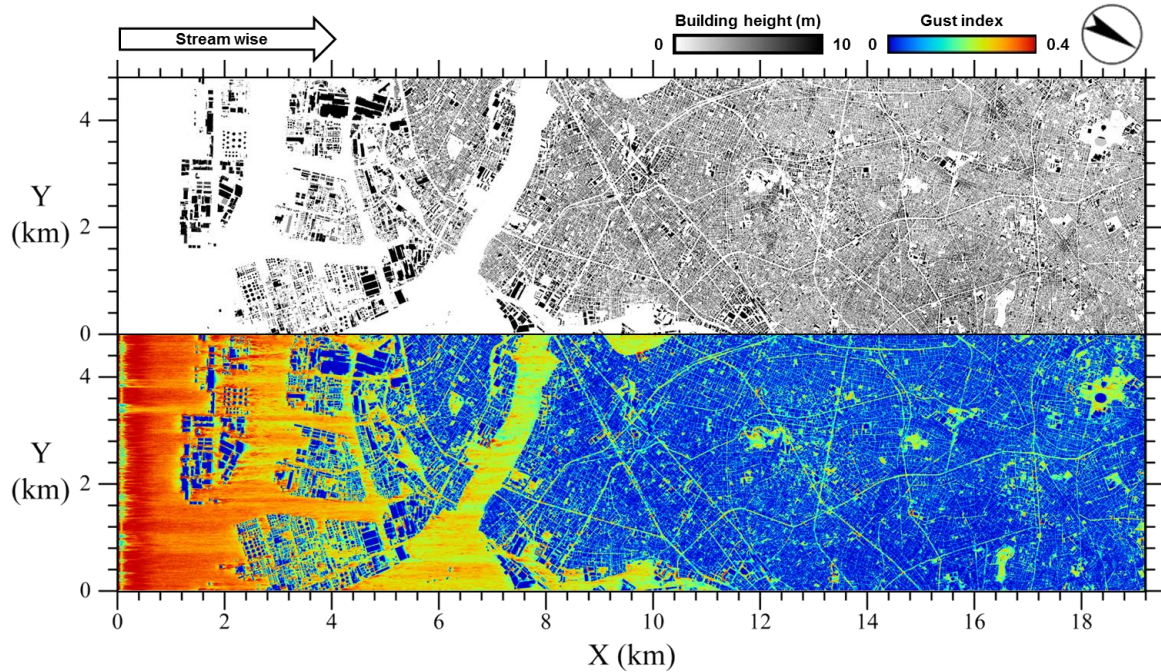 Stream wise
Building height (m)
0 10
Gust index
0 0.4
Y
(km)
4
2
0
Y
(km)
4
2
0
0 2 4 6 8 10 12 14 16 18
X (km)